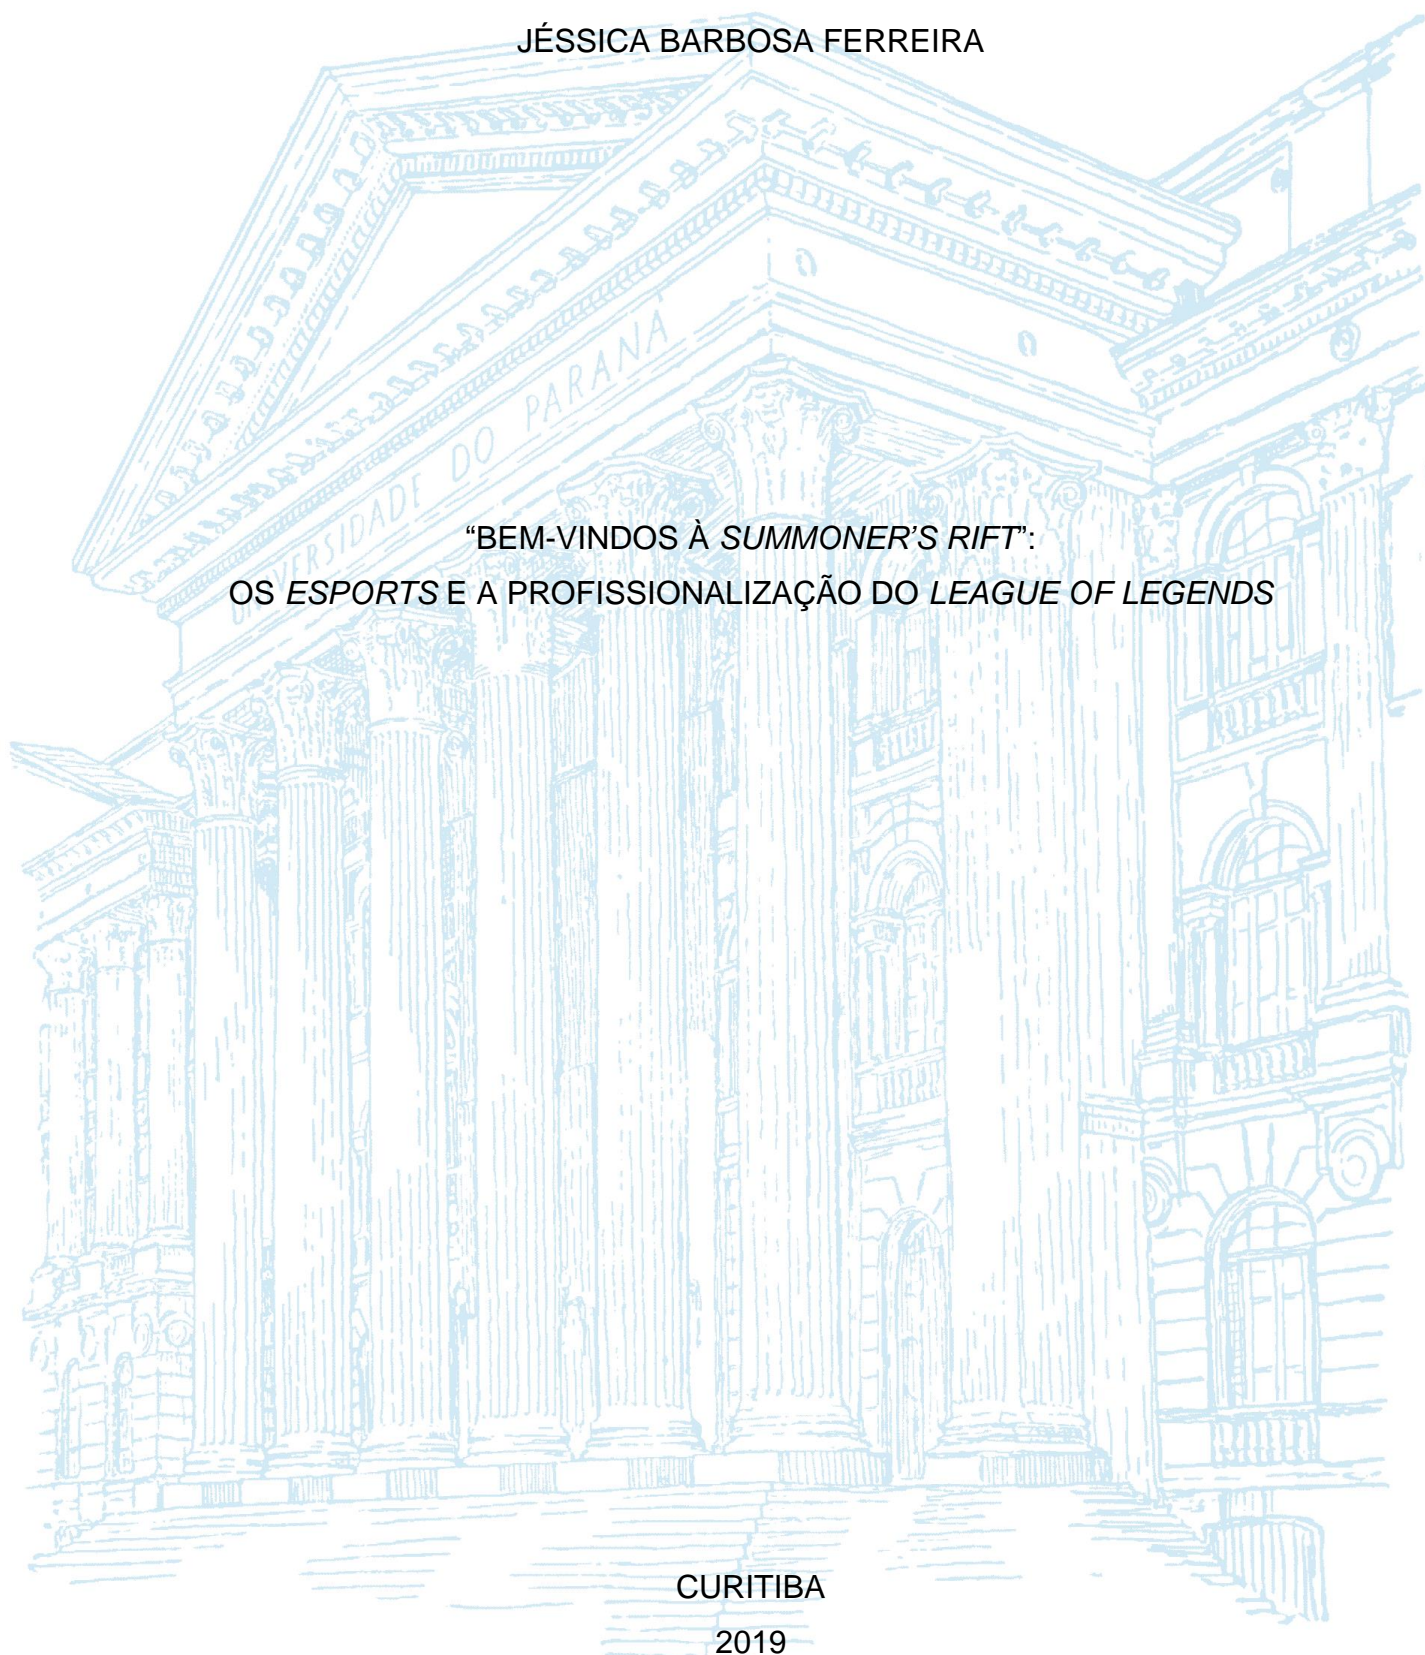 JÉSSICA BARBOSA FERREIRA
UNIVERSIDADE DO PARANÁ
“BEM-VINDOS À SUMMONER’S RIFT”:
OS ESPORTS E A PROFISSIONALIZAÇÃO DO LEAGUE OF LEGENDS
CURITIBA
2019